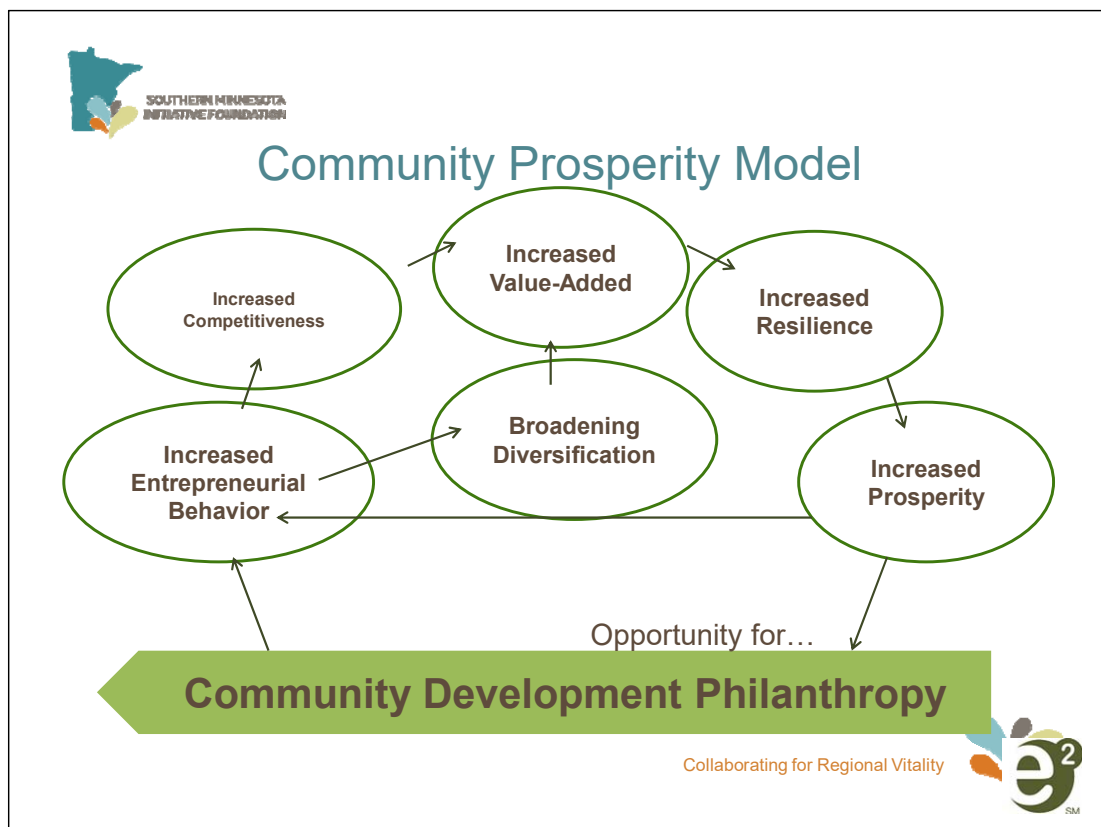 SOUTHERN MINNESOTA
INITIATIVE FOUNDATION
Community Prosperity Model
Increased
Competitiveness
Increased
Value-Added
Increased
Resilience
Increased
Entrepreneurial
Behavior
Broadening
Diversification
Increased
Prosperity
Opportunity for…
Community Development Philanthropy
Collaborating for Regional Vitality
e2
SM